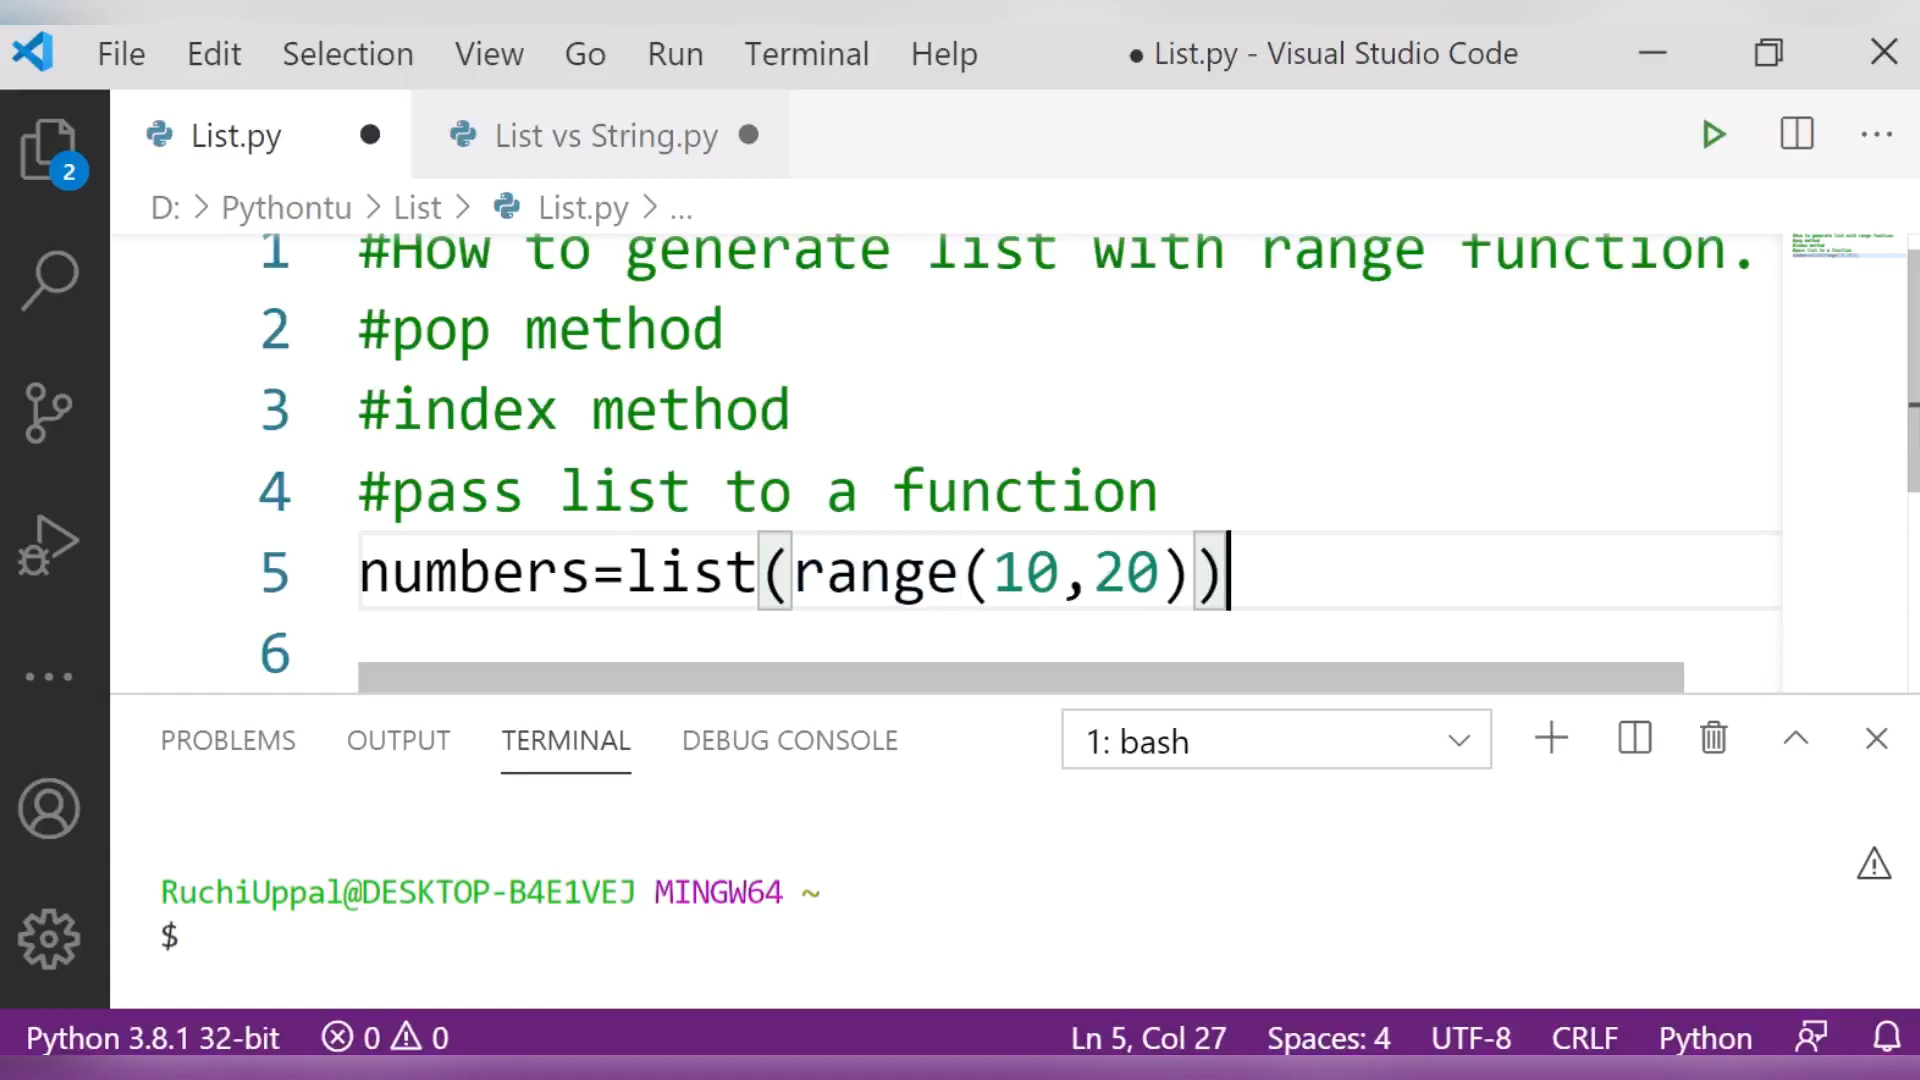 File Edit Selection View Go Run Terminal Help ● List.py - Visual Studio Code
List.py ● List vs String.py ●
D: > Pythontu > List > List.py > ...
1 #How to generate list with range function.
2 #pop method
3 #index method
4 #pass list to a function
5 numbers=list(range(10,20))
6
2
PROBLEMS OUTPUT TERMINAL DEBUG CONSOLE 1: bash
RuchiUppal@DESKTOP-B4E1VEJ MINGW64 ~
$
Python 3.8.1 32-bit 0 0 Ln 5, Col 27 Spaces: 4 UTF-8 CRLF Python